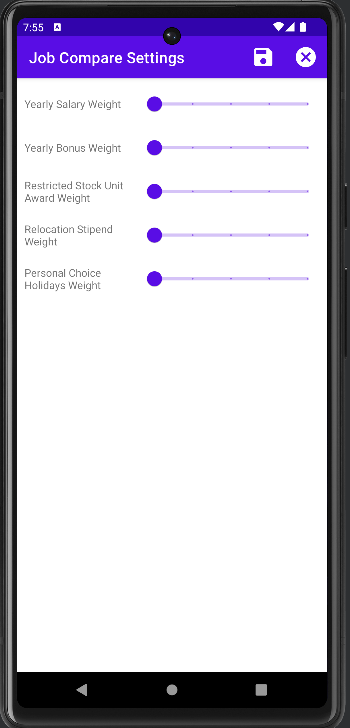 7:55
Job Compare Settings
Yearly Salary Weight
Yearly Bonus Weight
Restricted Stock Unit
Award Weight
Relocation Stipend
Weight
Personal Choice
Holidays Weight